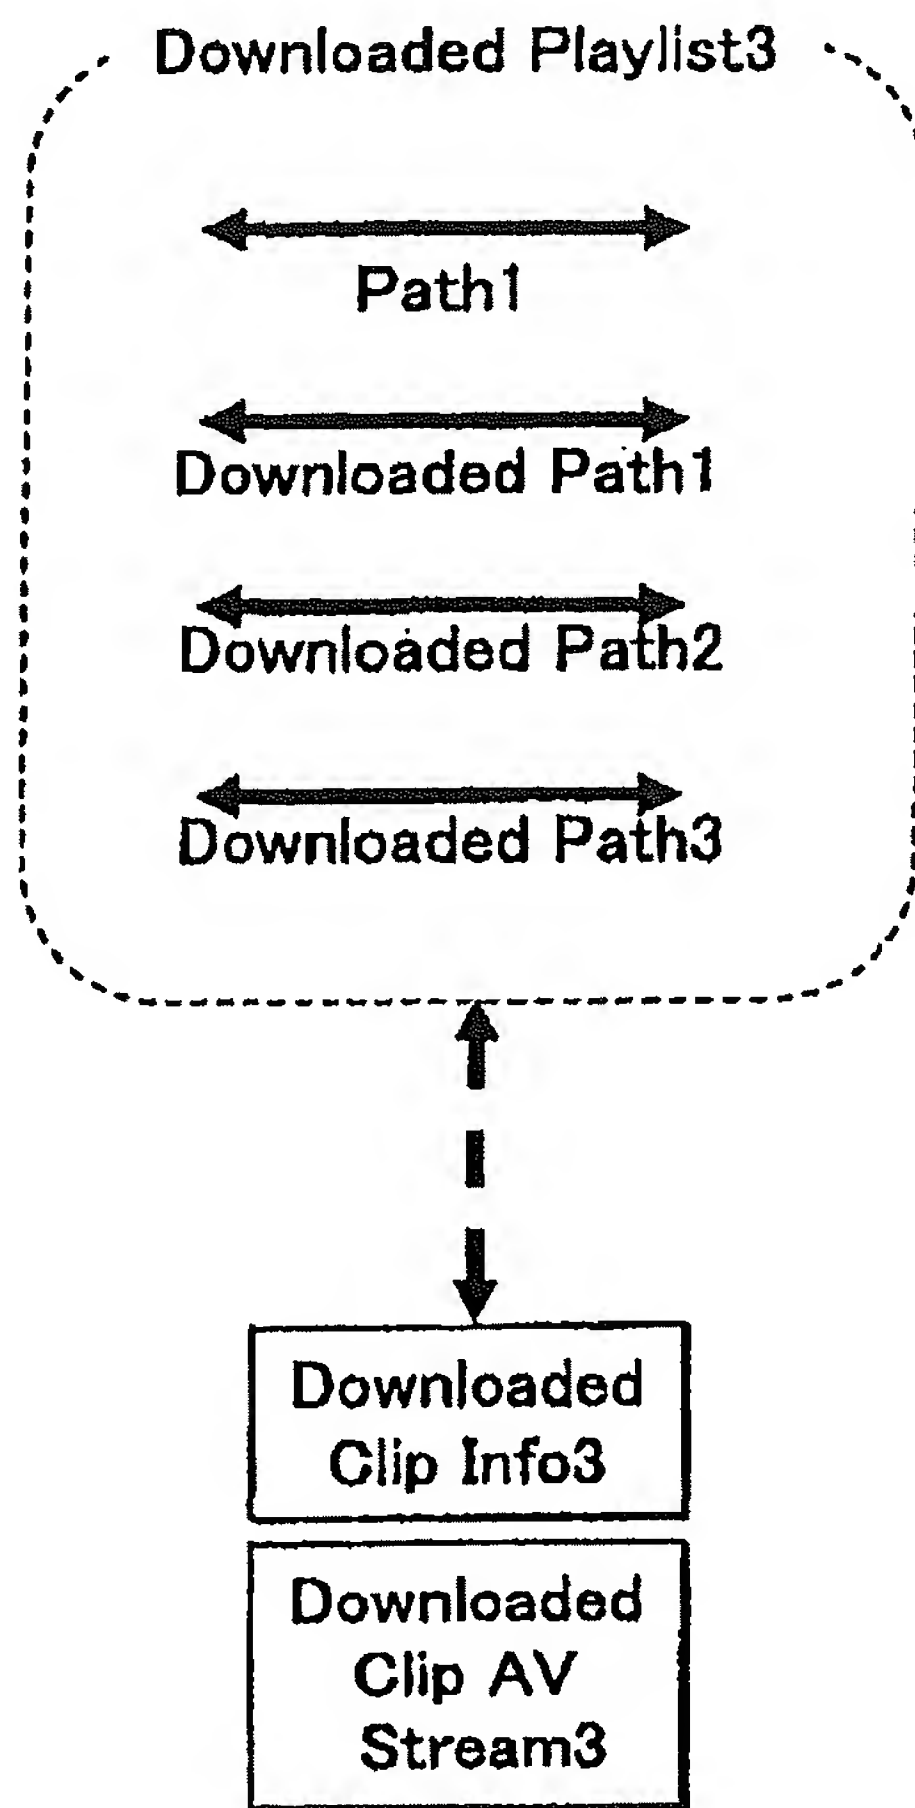 Downloaded Playlist3
Path1
Downloaded Path1
Downloaded Path2
Downloaded Path3
Downloaded
Clip Info3
Downloaded
Clip AV
Stream3